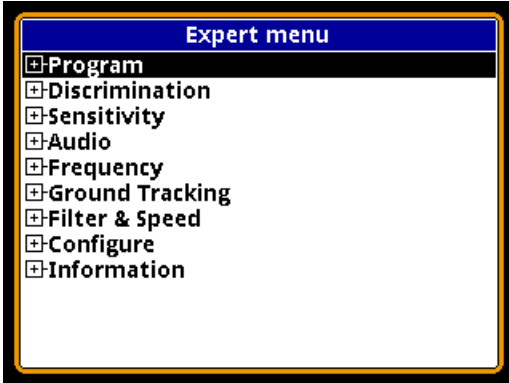 Expert menu
Program
Discrimination
Sensitivity
Audio
Frequency
Ground Tracking
Filter & Speed
Configure
Information